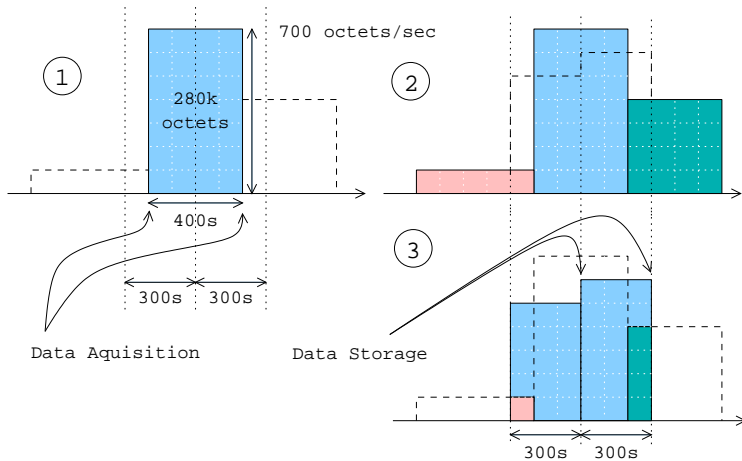 700 octets/sec
1
280k
octets
400s
300s
300s
Data Aquisition
2
3
Data Storage
300s
300s